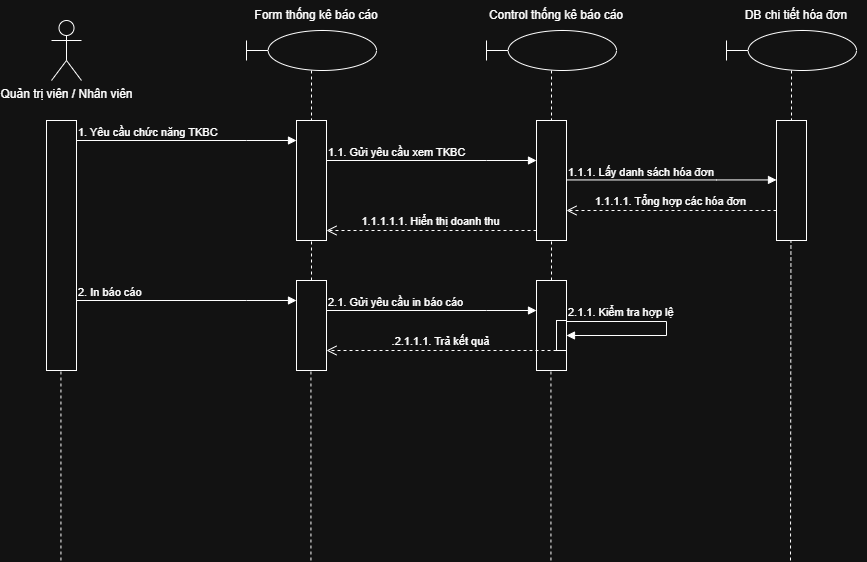 Form thống kê báo cáo
Control thống kê báo cáo
DB chi tiết hóa đơn
Quản trị viên / Nhân viên
1. Yêu cầu chức năng TKBC
1.1. Gửi yêu cầu xem TKBC
1.1.1. Lấy danh sách hóa đơn
1.1.1.1. Tổng hợp các hóa đơn
1.1.1.1.1. Hiển thị doanh thu
2. In báo cáo
2.1. Gửi yêu cầu in báo cáo
2.1.1. Kiểm tra hợp lệ
.2.1.1.1. Trả kết quả